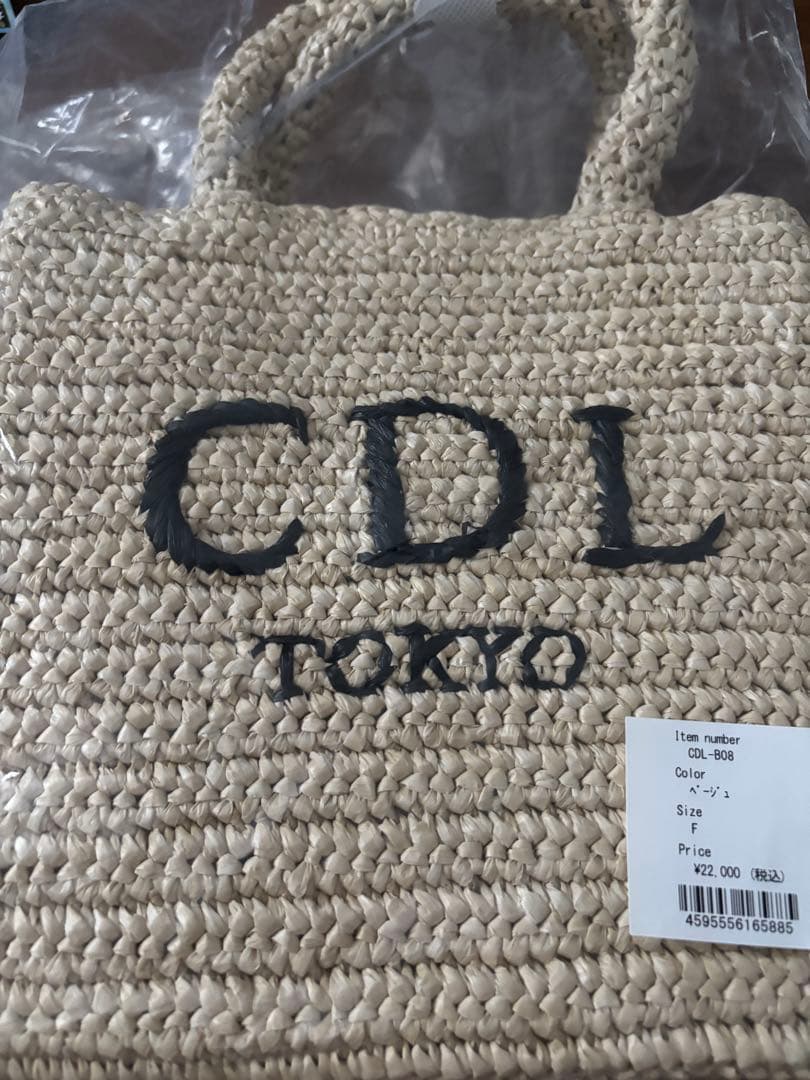 CDL
TOKYO
Item number
CDL-B08
Color
ﾍﾞｰｼﾞｭ
Size
F
Price
¥22,000 (税込)
4595556165885